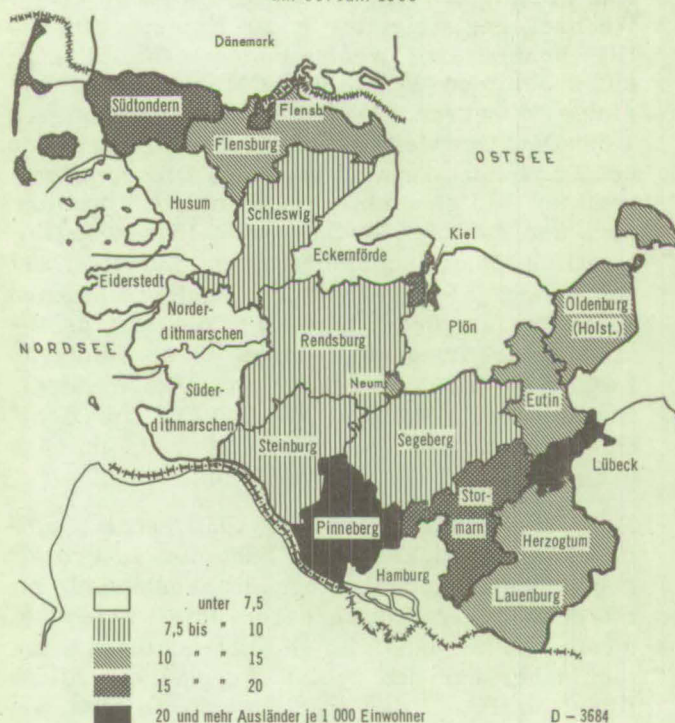 Dänemark
Südtondern
Flensb.
Flensburg
OSTSEE
Husum
Schleswig
Kiel
Eckernförde
Eiderstedt
Oldenburg
(Holst.)
Norder-
dithmarschen
Plön
Rendsburg
NORDSEE
Neum.
Eutin
Süder-
dithmarschen
Steinburg
Segeberg
Lübeck
Stor-
marn
Pinneberg
Herzogtum
Hamburg
Lauenburg
unter 7,5
7,5 bis " 10
10 " " 15
15 " " 20
20 und mehr Ausländer je 1 000 Einwohner
D - 3684